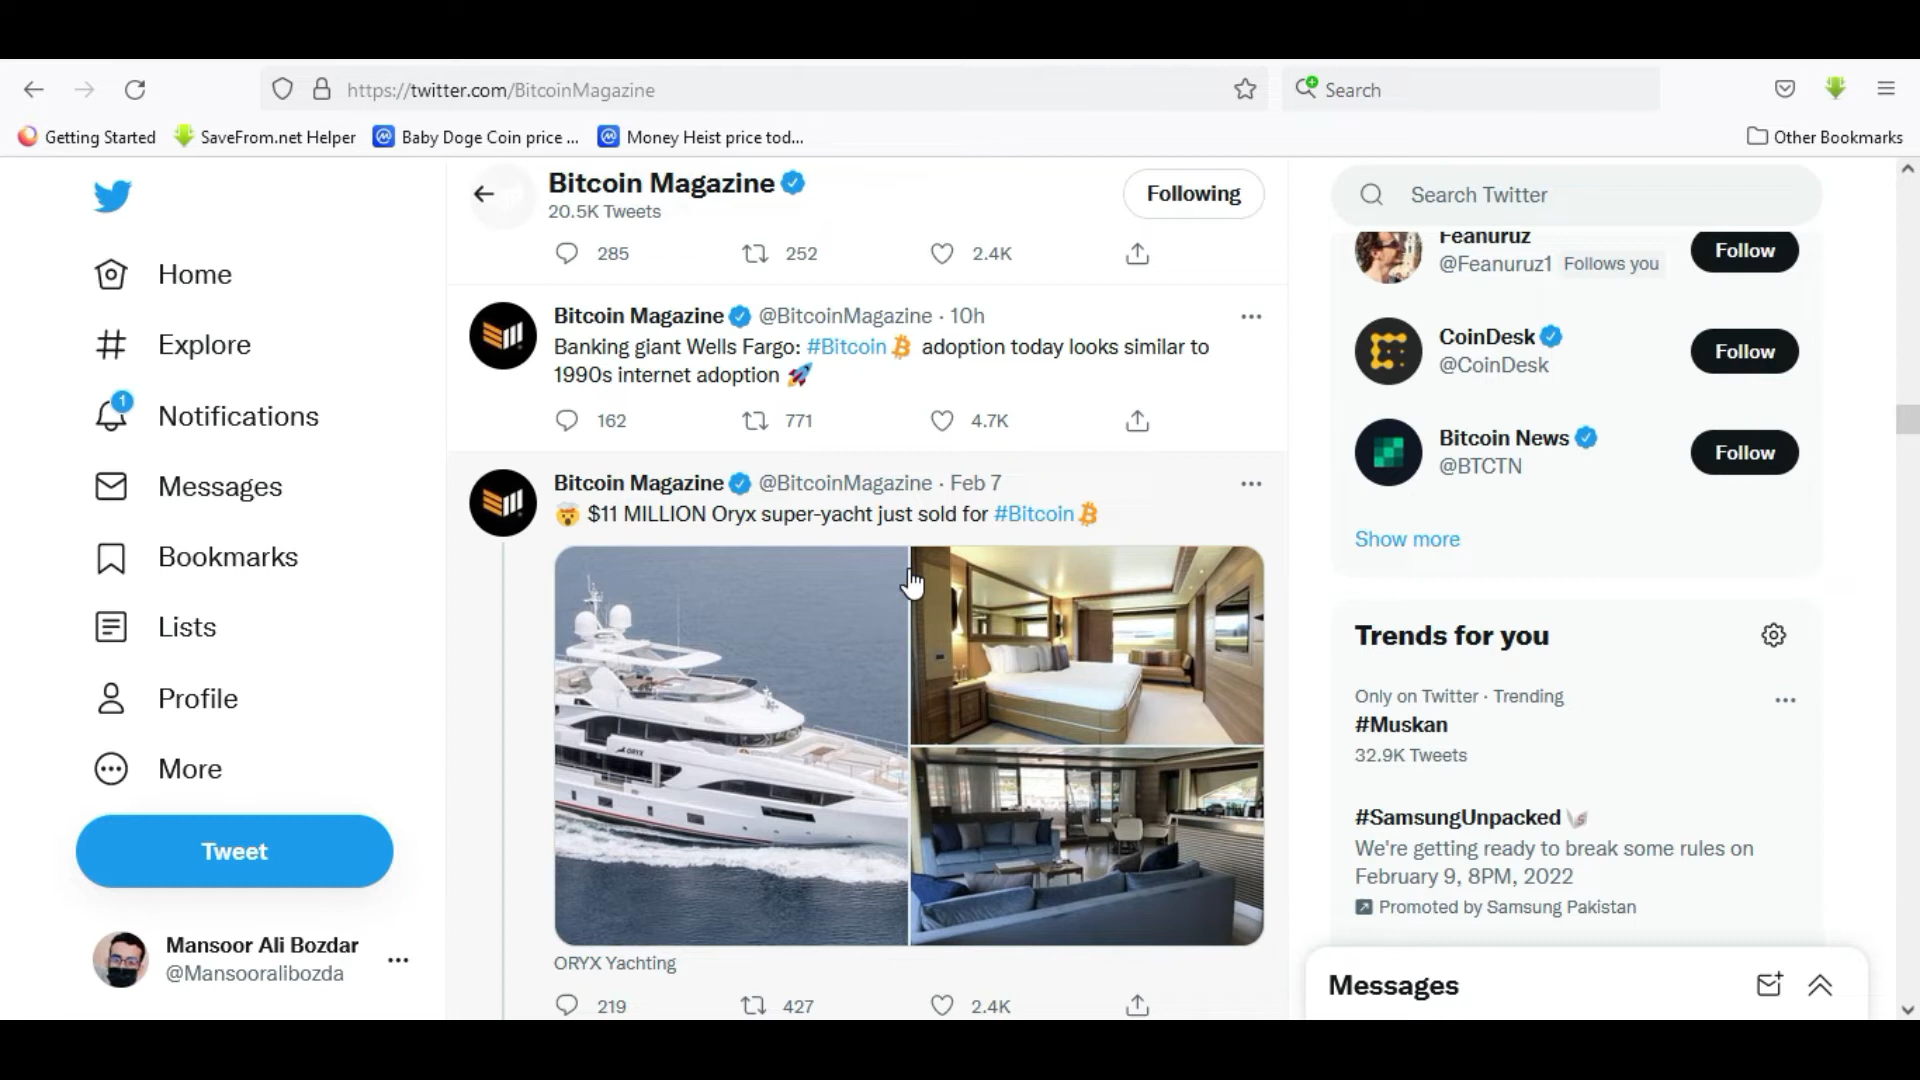 https://twitter.com/BitcoinMagazine
Search
Getting Started
SaveFrom.net Helper
Baby Doge Coin price ...
Money Heist price tod...
Other Bookmarks
Home
Explore
1
Notifications
Messages
Bookmarks
Lists
Profile
More
Tweet
Mansoor Ali Bozdar
@Mansooralibozda
Bitcoin Magazine
20.5K Tweets
Following
285 252 2.4K
Bitcoin Magazine @BitcoinMagazine · 10h
Banking giant Wells Fargo: #Bitcoin adoption today looks similar to
1990s internet adoption 🚀
162 771 4.7K
Bitcoin Magazine @BitcoinMagazine · Feb 7
🤯 $11 MILLION Oryx super-yacht just sold for #Bitcoin
ORYX
ORYX Yachting
219 427 2.4K
Search Twitter
Feanuruz
@Feanuruz1 Follows you
Follow
CoinDesk
@CoinDesk
Follow
Bitcoin News
@BTCTN
Follow
Show more
Trends for you
Only on Twitter · Trending
#Muskan
32.9K Tweets
#SamsungUnpacked
We're getting ready to break some rules on
February 9, 8PM, 2022
Promoted by Samsung Pakistan
Messages